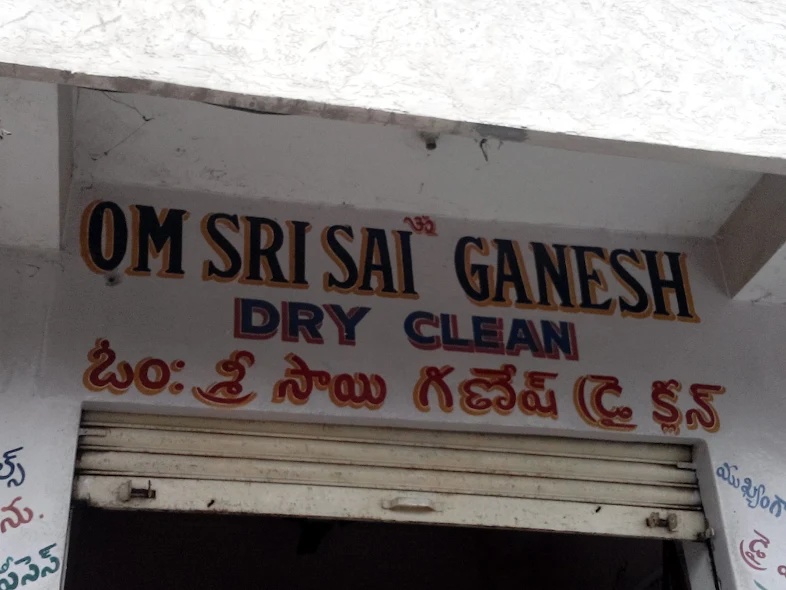 OM SRI SAI GANESH
DRY CLEAN
ఓం: శ్రీ సాయి గణేష్ డ్రై క్లీన్
ను.
ముఖ్యంగా
డ్రై